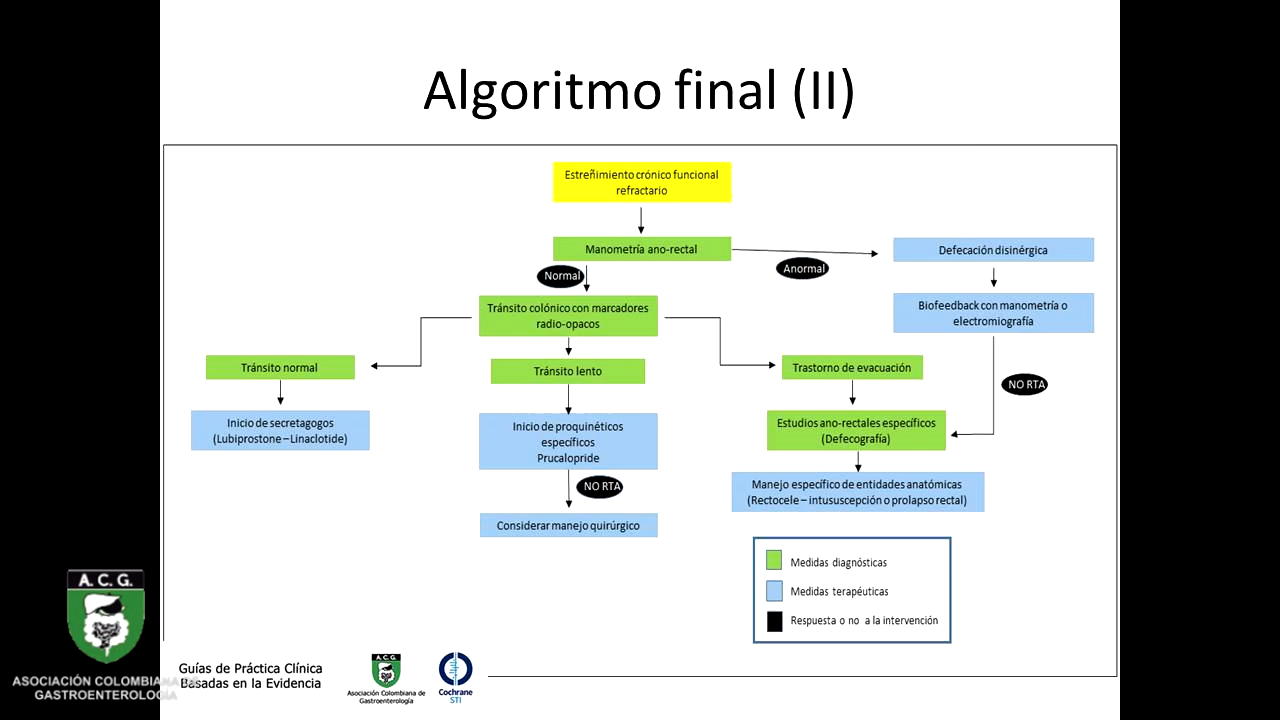 Algoritmo final (II)
Estreñimiento crónico funcional
refractario
Manometría ano-rectal
Anormal
Defecación disinérgica
Normal
Biofeedback con manometría o
electromiografía
Tránsito colónico con marcadores
radio-opacos
NO RTA
Tránsito normal
Tránsito lento
Trastorno de evacuación
Inicio de secretagogos
(Lubiprostone – Linaclotide)
Inicio de proquinéticos
específicos
Prucalopride
Estudios ano-rectales específicos
(Defecografía)
NO RTA
Manejo específico de entidades anatómicas
(Rectocele – intususcepción o prolapso rectal)
Considerar manejo quirúrgico
Medidas diagnósticas
Medidas terapéuticas
Respuesta o no a la intervención
A. C. G.
ASOCIACIÓN COLOMBIANA DE
GASTROENTEROLOGÍA
Guías de Práctica Clínica
Basadas en la Evidencia
A.C.G.
Asociación Colombiana de
Gastroenterología
Cochrane
STI